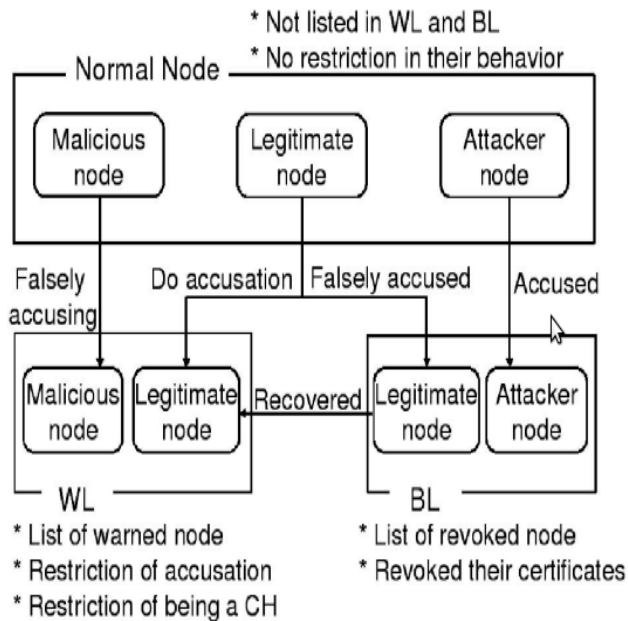 * Not listed in WL and BL
* No restriction in their behavior
Normal Node
Malicious
node
Legitimate
node
Attacker
node
Falsely
accusing
Do accusation
Falsely accused
Accused
Malicious
node
Legitimate
node
Recovered
Legitimate
node
Attacker
node
WL
* List of warned node
* Restriction of accusation
* Restriction of being a CH
BL
* List of revoked node
* Revoked their certificates